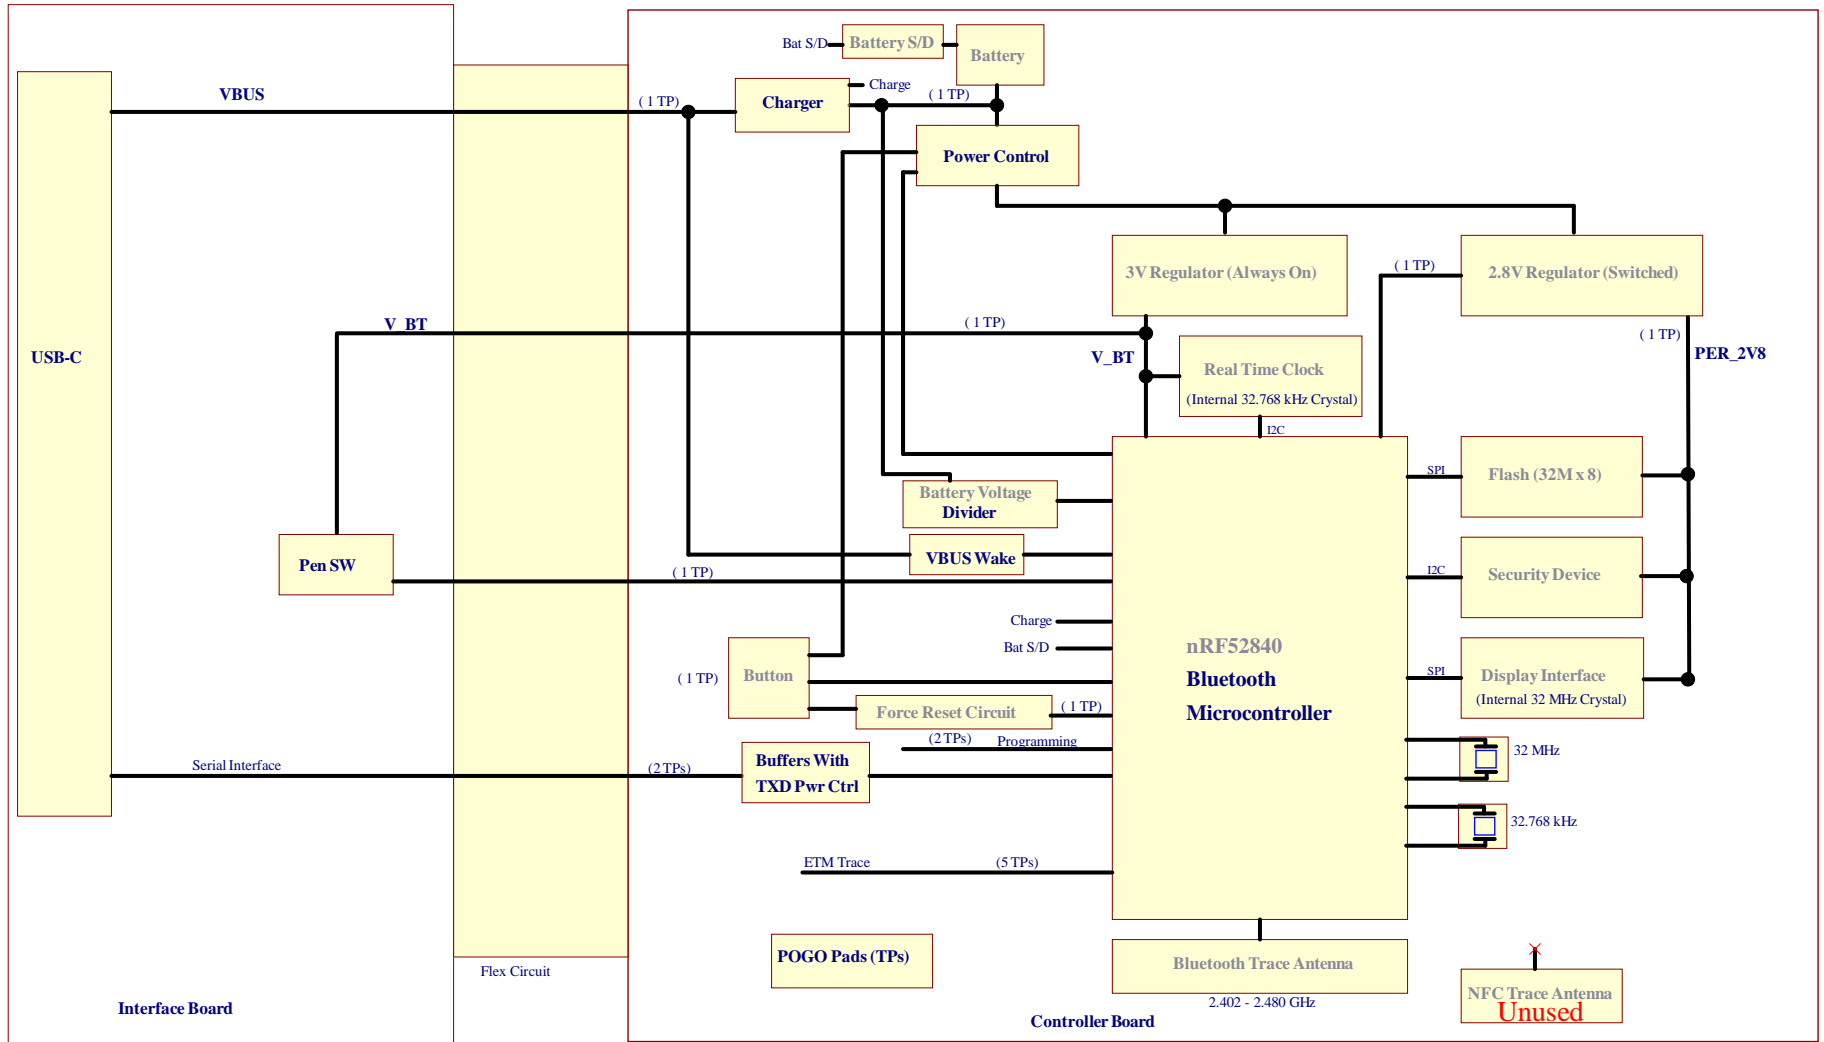 Bat S/D
Battery S/D
Battery
VBUS
( 1 TP)
Charger
Charge
( 1 TP)
Power Control
3V Regulator (Always On)
( 1 TP)
2.8V Regulator (Switched)
V_BT
( 1 TP)
( 1 TP)
PER_2V8
USB-C
V_BT
Real Time Clock
(Internal 32.768 kHz Crystal)
I2C
SPI
Flash (32M x 8)
Battery Voltage
Divider
VBUS Wake
Pen SW
( 1 TP)
I2C
Security Device
Charge
Bat S/D
nRF52840
Bluetooth
Microcontroller
( 1 TP)
Button
SPI
Display Interface
(Internal 32 MHz Crystal)
Force Reset Circuit
( 1 TP)
(2 TPs)
Programming
32 MHz
Serial Interface
(2 TPs)
Buffers With
TXD Pwr Ctrl
32.768 kHz
ETM Trace
(5 TPs)
POGO Pads (TPs)
Bluetooth Trace Antenna
2.402 - 2.480 GHz
NFC Trace Antenna
Unused
Flex Circuit
Interface Board
Controller Board